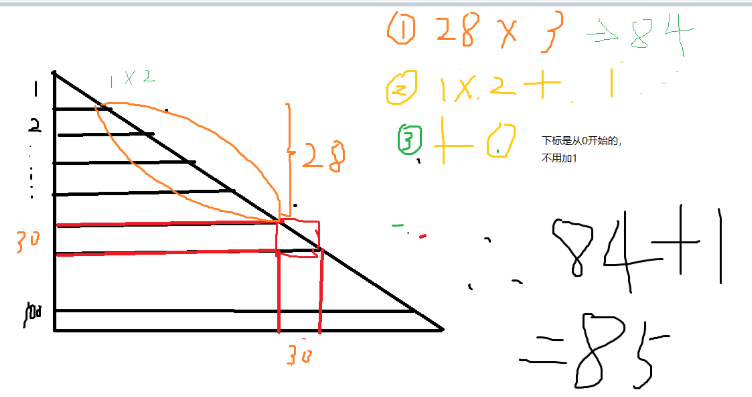 ① 28 × 3 => 84
② 1 × 2 + 1
③ + 0
下标是从0开始的,
不用加1
1 × 2
1
2
28
30
100
30
∴ 84+1
=85